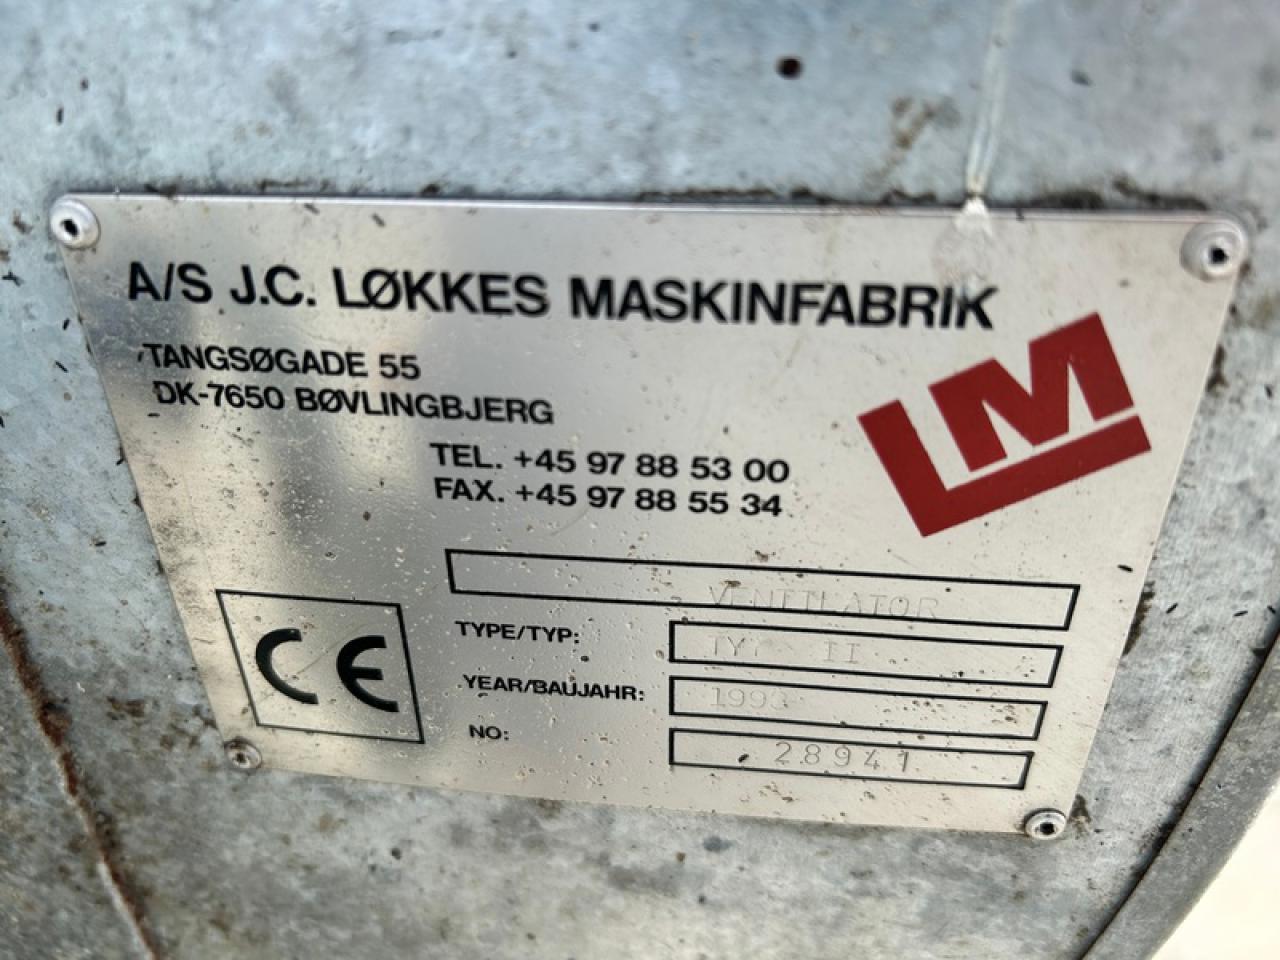 A/S J.C. LØKKES MASKINFABRIK
TANGSØGADE 55
DK-7650 BØVLINGBJERG
LM
TEL. +45 97 88 53 00
FAX. +45 97 88 55 34
VENTILATOR
CE
TYPE/TYP: II
YEAR/BAUJAHR:
NO: 28941